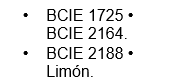 • BCIE 1725 •
BCIE 2164.
• BCIE 2188 •
Limón.